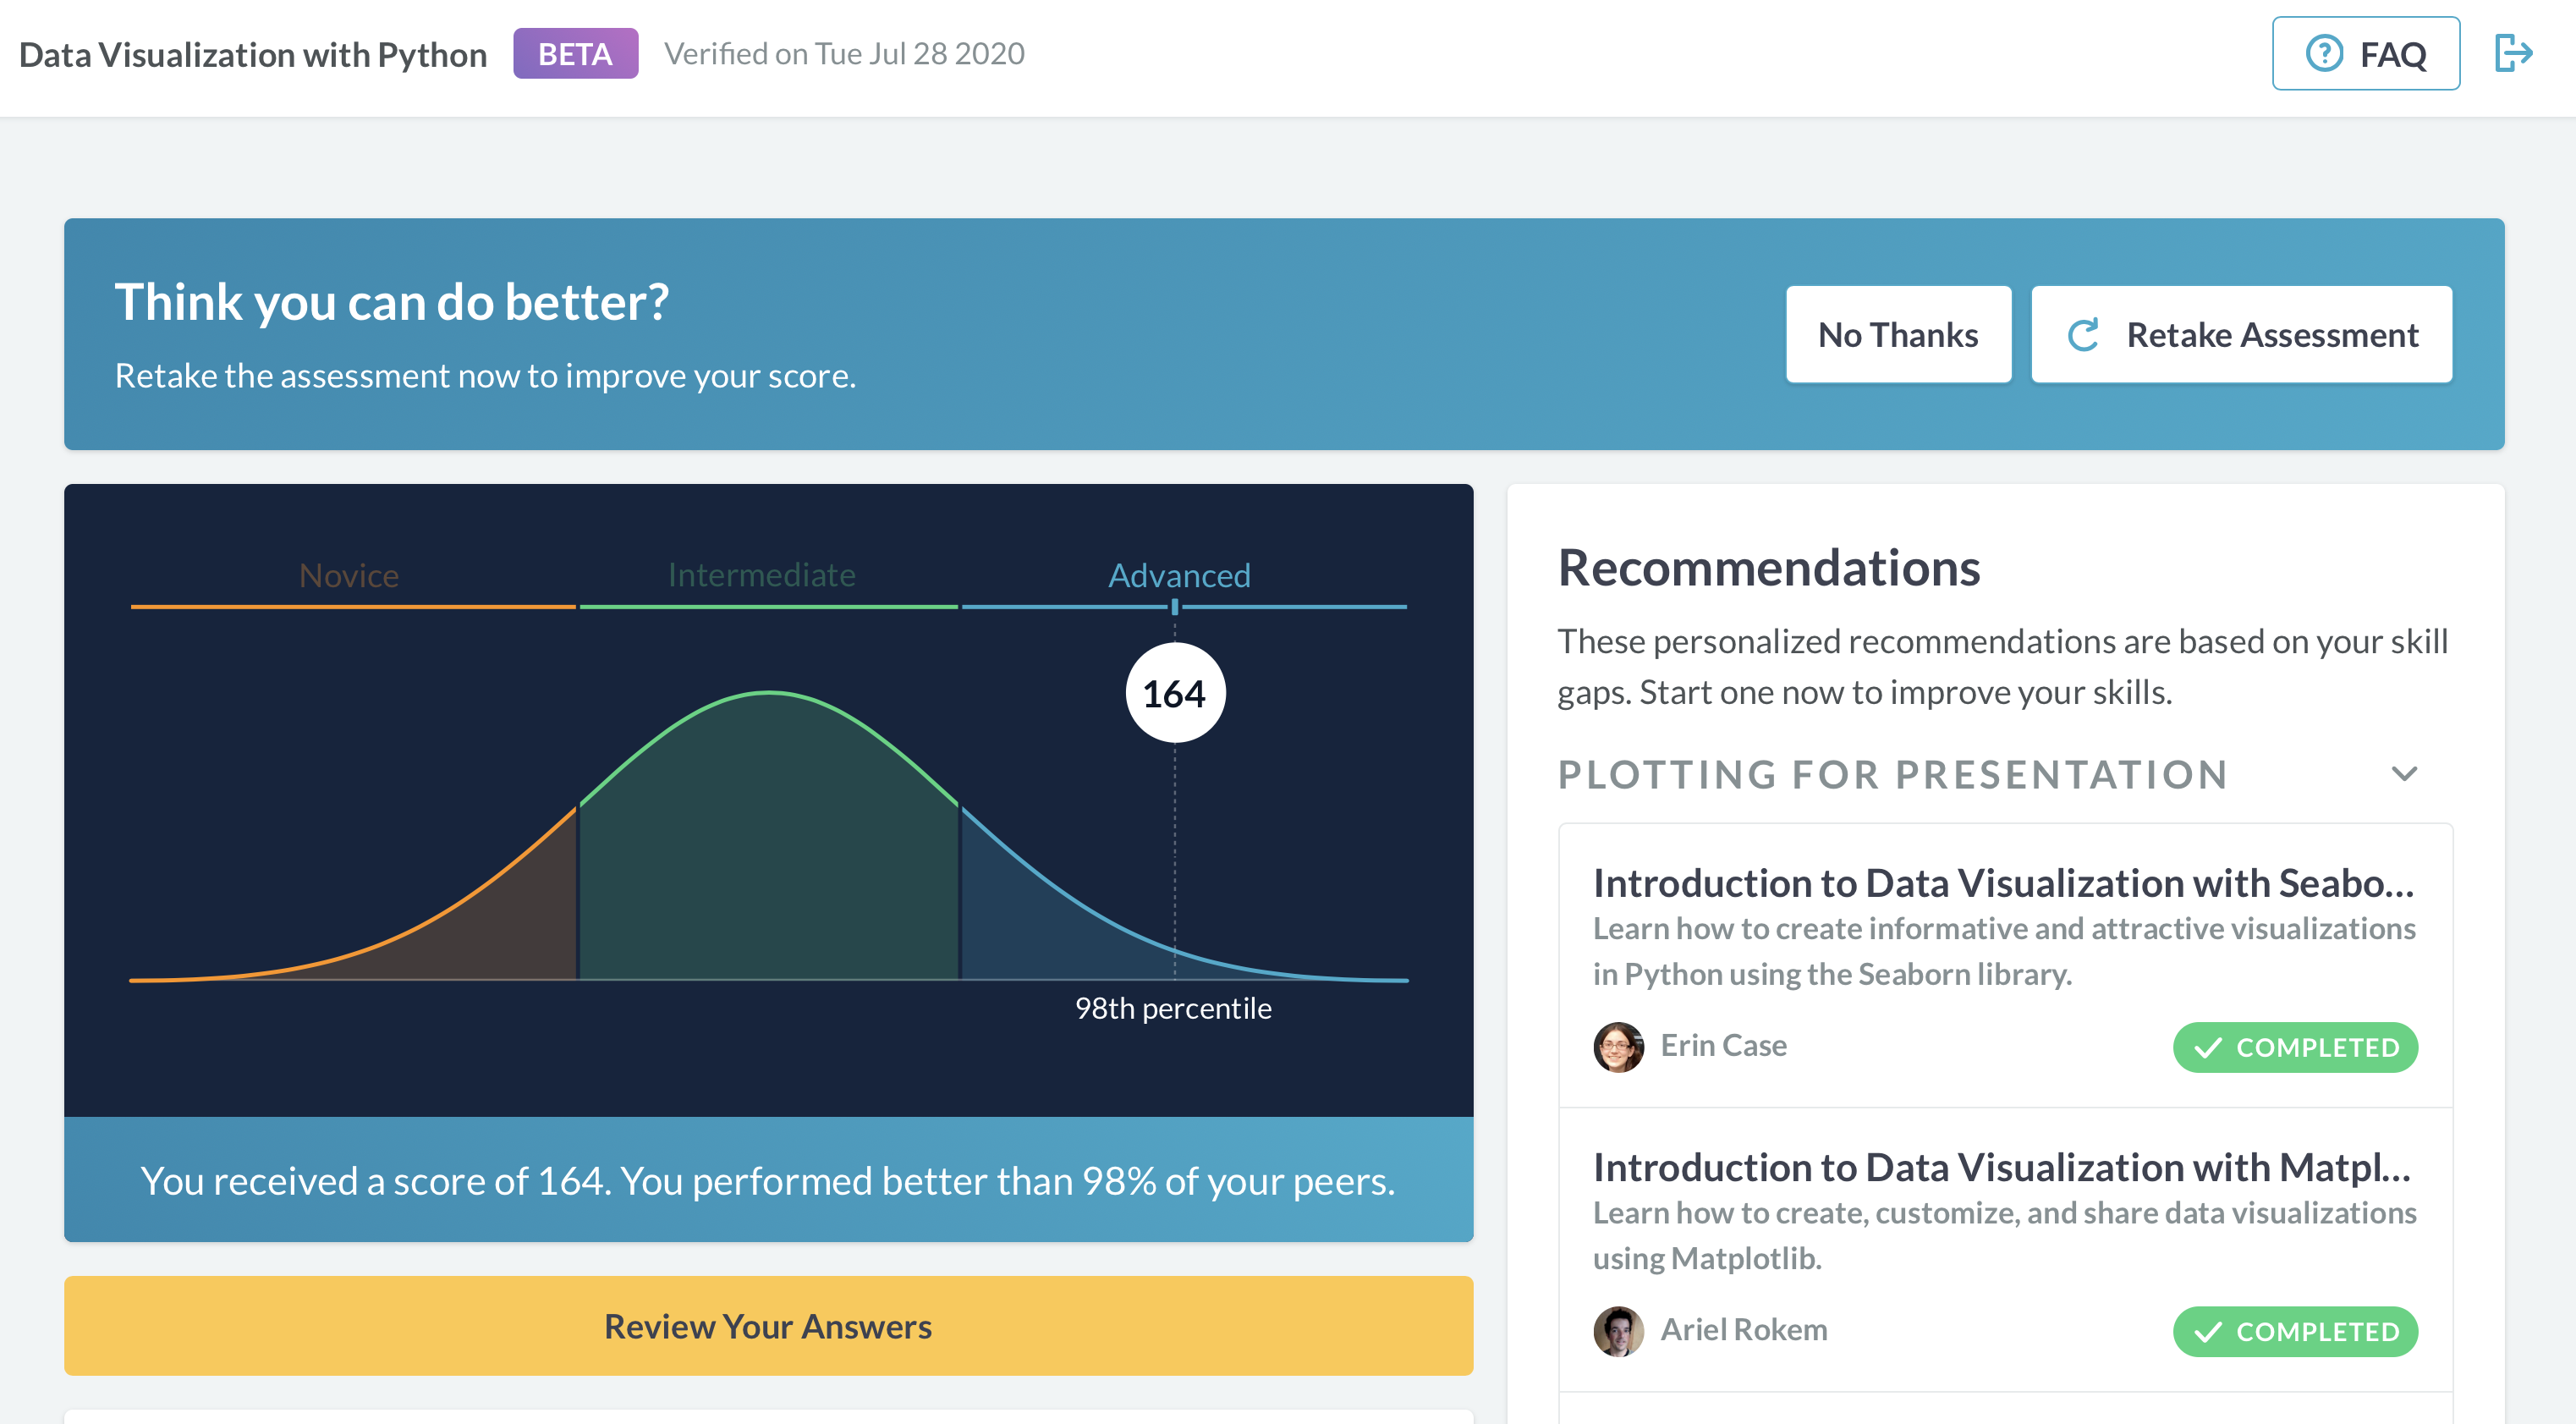 Data Visualization with Python BETA Verified on Tue Jul 28 2020
FAQ
Think you can do better?
Retake the assessment now to improve your score.
No Thanks
Retake Assessment
Novice
Intermediate
Advanced
164
98th percentile
You received a score of 164. You performed better than 98% of your peers.
Review Your Answers
Recommendations
These personalized recommendations are based on your skill
gaps. Start one now to improve your skills.
PLOTTING FOR PRESENTATION
Introduction to Data Visualization with Seabo...
Learn how to create informative and attractive visualizations
in Python using the Seaborn library.
Erin Case
COMPLETED
Introduction to Data Visualization with Matpl...
Learn how to create, customize, and share data visualizations
using Matplotlib.
Ariel Rokem
COMPLETED